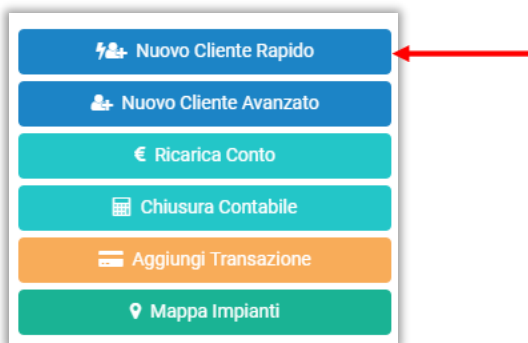 Nuovo Cliente Rapido
Nuovo Cliente Avanzato
€ Ricarica Conto
Chiusura Contabile
Aggiungi Transazione
Mappa Impianti